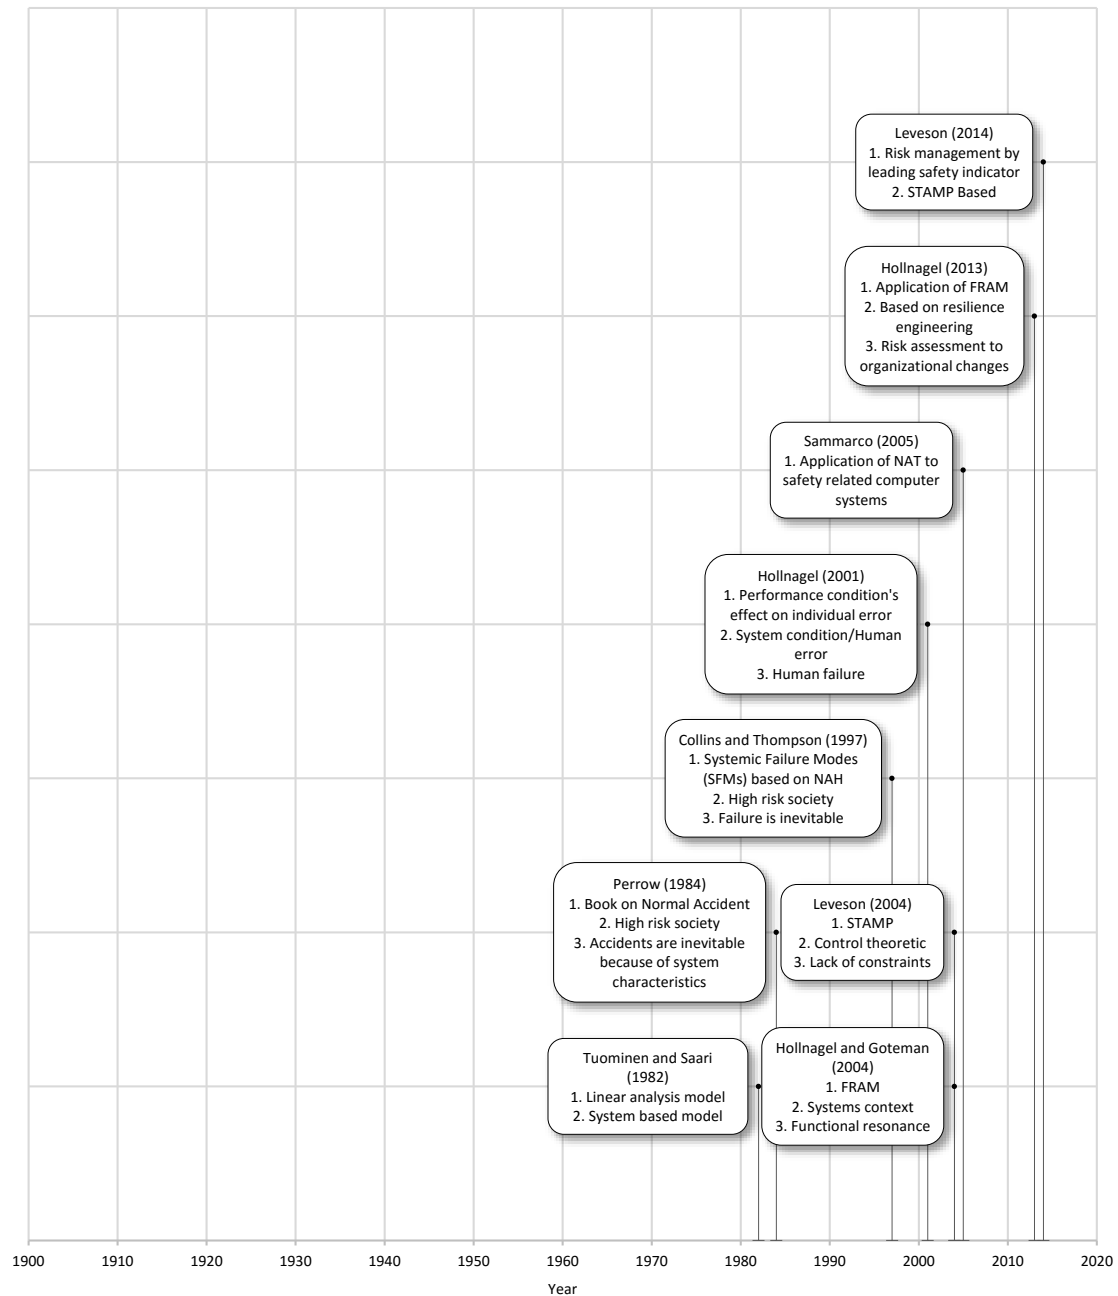 Leveson (2014)
1. Risk management by
leading safety indicator
2. STAMP Based
Hollnagel (2013)
1. Application of FRAM
2. Based on resilience
engineering
3. Risk assessment to
organizational changes
Sammarco (2005)
1. Application of NAT to
safety related computer
systems
Hollnagel (2001)
1. Performance condition's
effect on individual error
2. System condition/Human
error
3. Human failure
Collins and Thompson (1997)
1. Systemic Failure Modes
(SFMs) based on NAH
2. High risk society
3. Failure is inevitable
Perrow (1984)
1. Book on Normal Accident
2. High risk society
3. Accidents are inevitable
because of system
characteristics
Leveson (2004)
1. STAMP
2. Control theoretic
3. Lack of constraints
Tuominen and Saari
(1982)
1. Linear analysis model
2. System based model
Hollnagel and Goteman
(2004)
1. FRAM
2. Systems context
3. Functional resonance
1900 1910 1920 1930 1940 1950 1960 1970 1980 1990 2000 2010 2020
Year